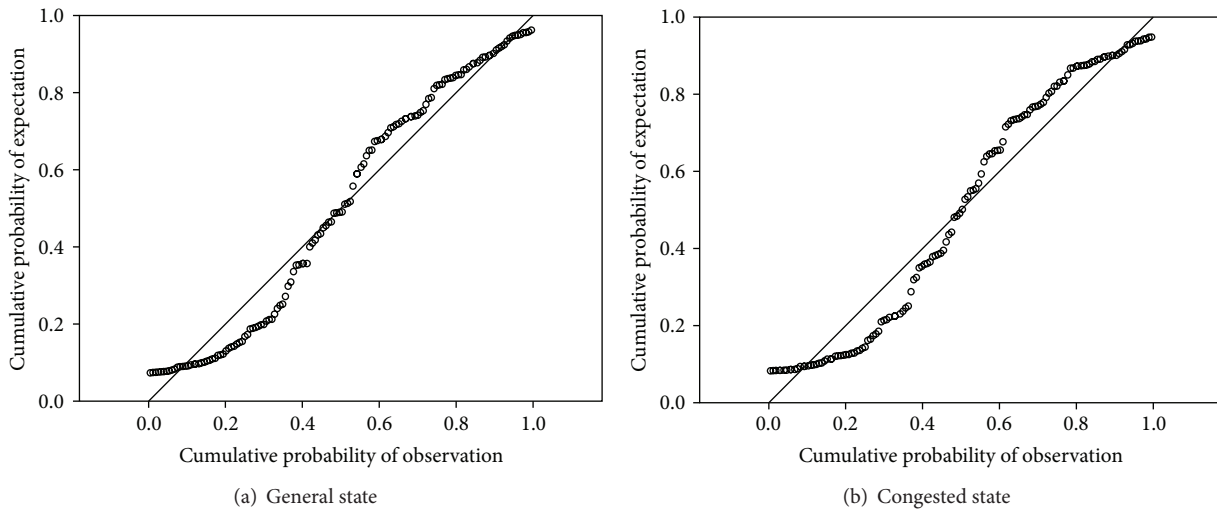 1.0
0.8
0.6
0.4
0.2
0.0
Cumulative probability of expectation
0.0 0.2 0.4 0.6 0.8 1.0
Cumulative probability of observation
(a) General state
1.0
0.8
0.6
0.4
0.2
0.0
Cumulative probability of expectation
0.0 0.2 0.4 0.6 0.8 1.0
Cumulative probability of observation
(b) Congested state